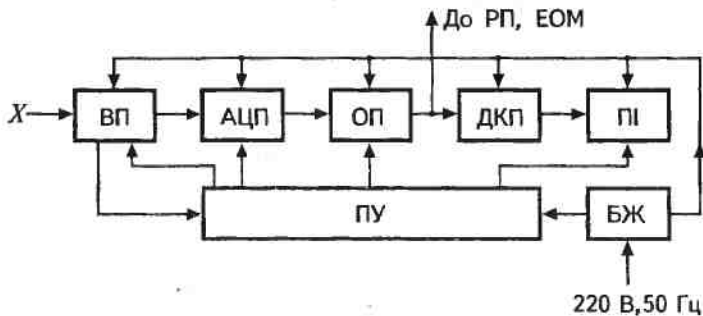 До РП, ЕОМ
X
ВП
АЦП
ОП
ДКП
ПІ
ПУ
БЖ
220 В,50 Гц